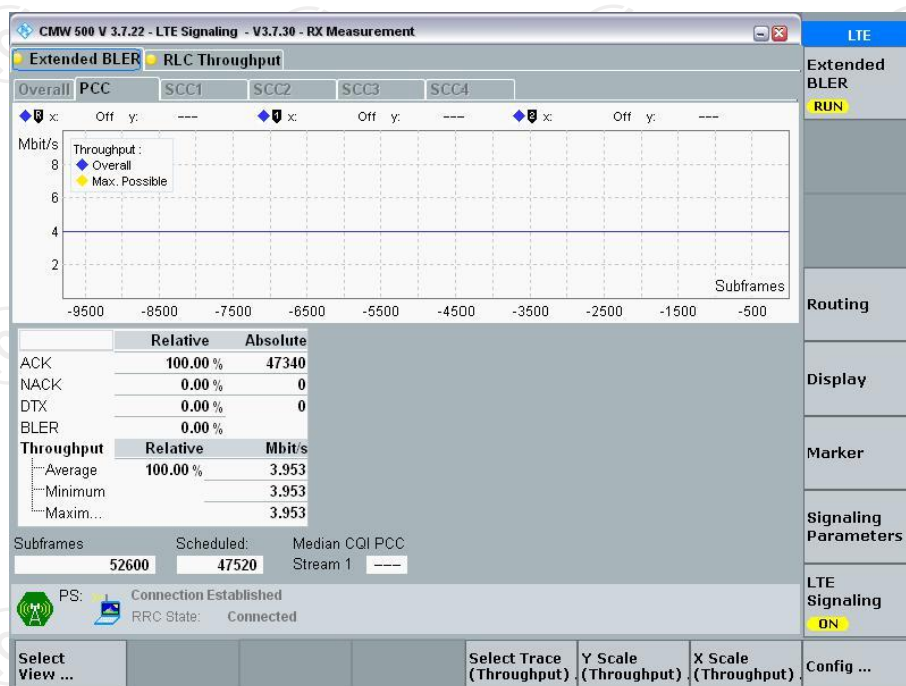 CMW 500 V 3.7.22 - LTE Signaling - V3.7.30 - RX Measurement
LTE
Extended BLER RLC Throughput
Extended BLER
RUN
Overall PCC SCC1 SCC2 SCC3 SCC4
R x: Off y: --- 1 x: Off y: --- 2 x: Off y: ---
Mbit/s
Throughput :
Overall
Max. Possible
8
6
4
2
Subframes
-9500 -8500 -7500 -6500 -5500 -4500 -3500 -2500 -1500 -500
Routing
Relative Absolute
ACK 100.00 % 47340
NACK 0.00 % 0
DTX 0.00 % 0
BLER 0.00 %
Display
Throughput Relative Mbit/s
Average 100.00 % 3.953
Minimum 3.953
Maxim... 3.953
Marker
Subframes Scheduled: Median CQI PCC
52600 47520 Stream 1 ---
Signaling
Parameters
PS: Connection Established
RRC State: Connected
LTE
Signaling
ON
Select
View ...
Select Trace
(Throughput)
Y Scale
(Throughput)
X Scale
(Throughput)
Config ...